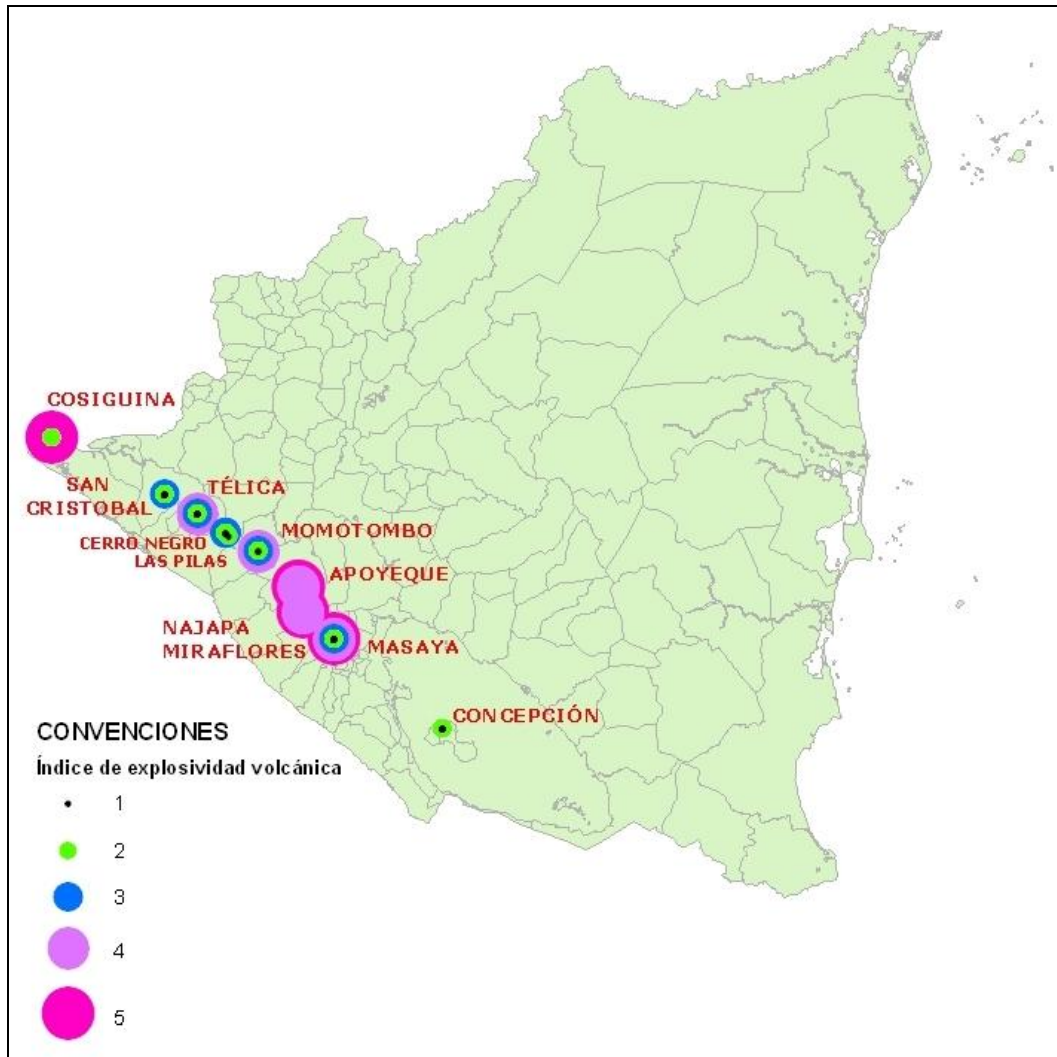 COSIGUINA
SAN
CRISTOBAL
TÉLICA
CERRO NEGRO
LAS PILAS
MOMOTOMBO
APOYEQUE
NAJAPA
MIRAFLORES
MASAYA
CONCEPCIÓN
CONVENCIONES
Índice de explosividad volcánica
1
2
3
4
5